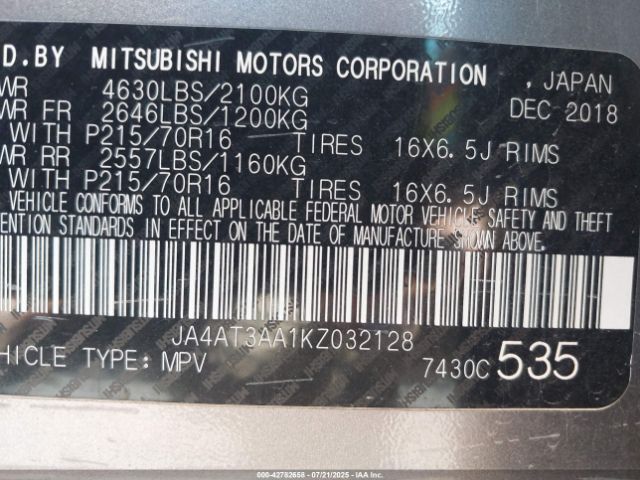 D.BY MITSUBISHI MOTORS CORPORATION , JAPAN
WR 4630LBS/2100KG DEC 2018
WR FR 2646LBS/1200KG
WITH P215/70R16 TIRES 16X6.5J RIMS
WR RR 2557LBS/1160KG
WITH P215/70R16 TIRES 16X6.5J RIMS
VEHICLE CONFORMS TO ALL APPLICABLE FEDERAL MOTOR VEHICLE SAFETY AND THEFT
ENTION STANDARDS IN EFFECT ON THE DATE OF MANUFACTURE SHOWN ABOVE.
JA4AT3AA1KZ032128
EHICLE TYPE: MPV 7430C 535
000-42782658 07/21/2025 IAAI.COM